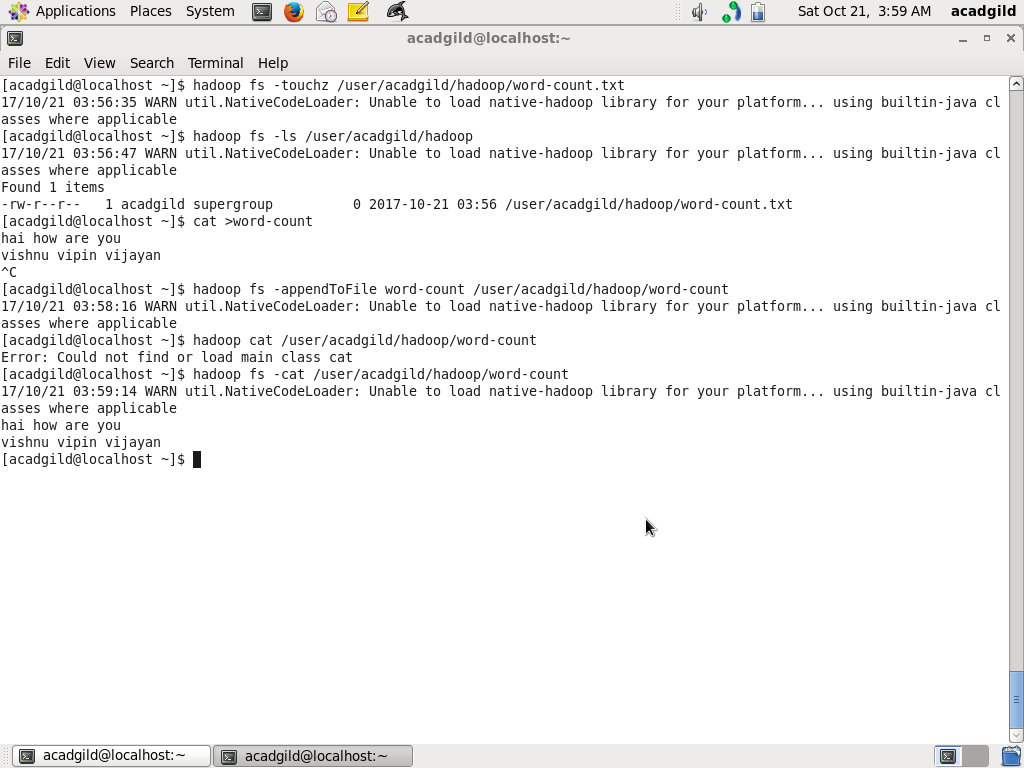 Applications Places System Sat Oct 21, 3:59 AM acadgild
acadgild@localhost:~
File Edit View Search Terminal Help
[acadgild@localhost ~]$ hadoop fs -touchz /user/acadgild/hadoop/word-count.txt
17/10/21 03:56:35 WARN util.NativeCodeLoader: Unable to load native-hadoop library for your platform... using builtin-java cl
asses where applicable
[acadgild@localhost ~]$ hadoop fs -ls /user/acadgild/hadoop
17/10/21 03:56:47 WARN util.NativeCodeLoader: Unable to load native-hadoop library for your platform... using builtin-java cl
asses where applicable
Found 1 items
-rw-r--r--   1 acadgild supergroup          0 2017-10-21 03:56 /user/acadgild/hadoop/word-count.txt
[acadgild@localhost ~]$ cat >word-count
hai how are you
vishnu vipin vijayan
^C
[acadgild@localhost ~]$ hadoop fs -appendToFile word-count /user/acadgild/hadoop/word-count
17/10/21 03:58:16 WARN util.NativeCodeLoader: Unable to load native-hadoop library for your platform... using builtin-java cl
asses where applicable
[acadgild@localhost ~]$ hadoop cat /user/acadgild/hadoop/word-count
Error: Could not find or load main class cat
[acadgild@localhost ~]$ hadoop fs -cat /user/acadgild/hadoop/word-count
17/10/21 03:59:14 WARN util.NativeCodeLoader: Unable to load native-hadoop library for your platform... using builtin-java cl
asses where applicable
hai how are you
vishnu vipin vijayan
[acadgild@localhost ~]$
acadgild@localhost:~ acadgild@localhost:~